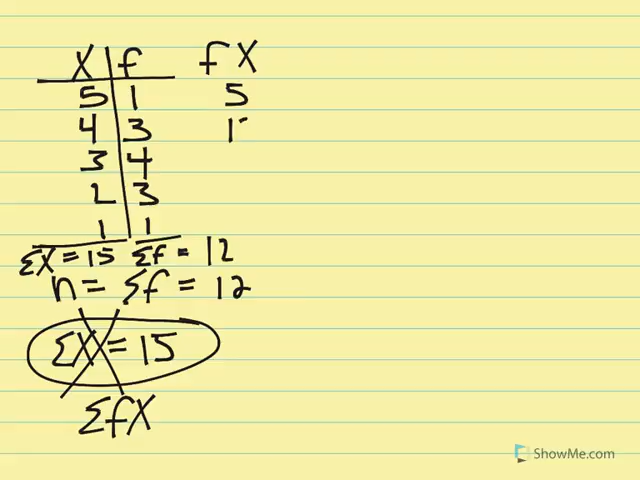 X f fX
5 1 5
4 3 1
3 4
2 3
1 1
ΣX = 15 Σf = 12
n = Σf = 12
ΣX = 15
ΣfX
ShowMe.com